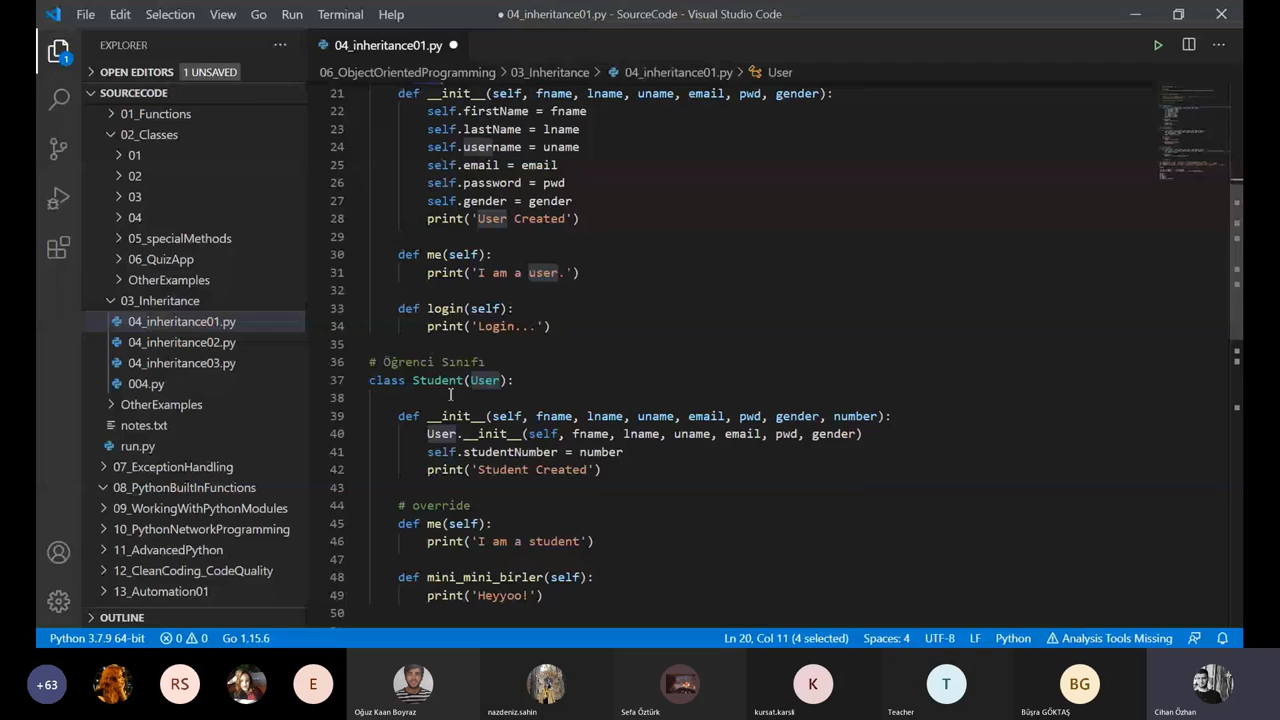 File Edit Selection View Go Run Terminal Help
● 04_inheritance01.py - SourceCode - Visual Studio Code
EXPLORER
04_inheritance01.py
OPEN EDITORS 1 UNSAVED
06_ObjectOrientedProgramming > 03_Inheritance > 04_inheritance01.py > User
SOURCECODE
01_Functions
02_Classes
01
02
03
04
05_specialMethods
06_QuizApp
OtherExamples
03_Inheritance
04_inheritance01.py
04_inheritance02.py
04_inheritance03.py
004.py
OtherExamples
notes.txt
run.py
07_ExceptionHandling
08_PythonBuiltInFunctions
09_WorkingWithPythonModules
10_PythonNetworkProgramming
11_AdvancedPython
12_CleanCoding_CodeQuality
13_Automation01
OUTLINE
1
21 def __init__(self, fname, lname, uname, email, pwd, gender):
22 self.firstName = fname
23 self.lastName = lname
24 self.username = uname
25 self.email = email
26 self.password = pwd
27 self.gender = gender
28 print('User Created')
29
30 def me(self):
31 print('I am a user.')
32
33 def login(self):
34 print('Login...')
35
36 # Öğrenci Sınıfı
37 class Student(User):
38
39 def __init__(self, fname, lname, uname, email, pwd, gender, number):
40 User.__init__(self, fname, lname, uname, email, pwd, gender)
41 self.studentNumber = number
42 print('Student Created')
43
44 # override
45 def me(self):
46 print('I am a student')
47
48 def mini_mini_birler(self):
49 print('Heyyoo!')
50
Python 3.7.9 64-bit 0 0 Go 1.15.6
Ln 20, Col 11 (4 selected) Spaces: 4 UTF-8 LF Python Analysis Tools Missing
+63 RS E K T BG
Oğuz Kaan Boyraz nazdeniz.sahin Sefa Öztürk kursat.karsli Teacher Büşra GÖKTAŞ Cihan Özhan